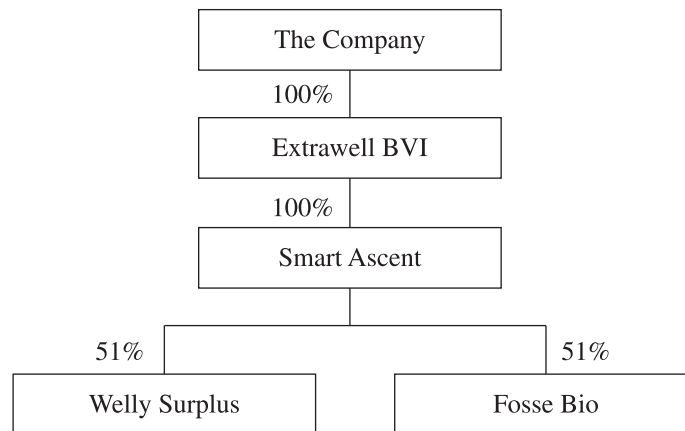 The Company
100%
Extrawell BVI
100%
Smart Ascent
51%
51%
Welly Surplus
Fosse Bio